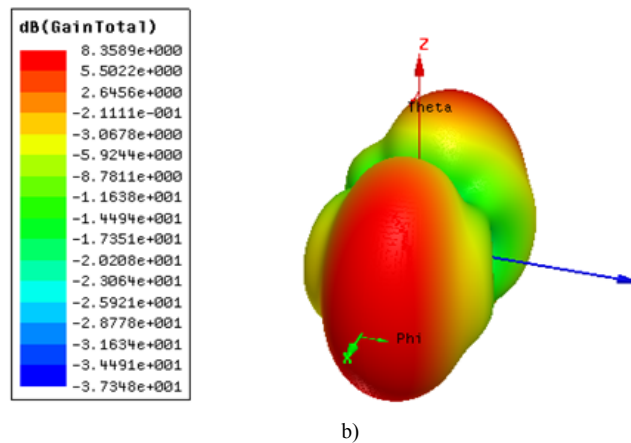 dB(GainTotal)
8.3589e+000
5.5022e+000
2.6456e+000
-2.1111e-001
-3.0678e+000
-5.9244e+000
-8.7811e+000
-1.1638e+001
-1.4494e+001
-1.7351e+001
-2.0208e+001
-2.3064e+001
-2.5921e+001
-2.8778e+001
-3.1634e+001
-3.4491e+001
-3.7348e+001
Z
Theta
Phi
X
b)